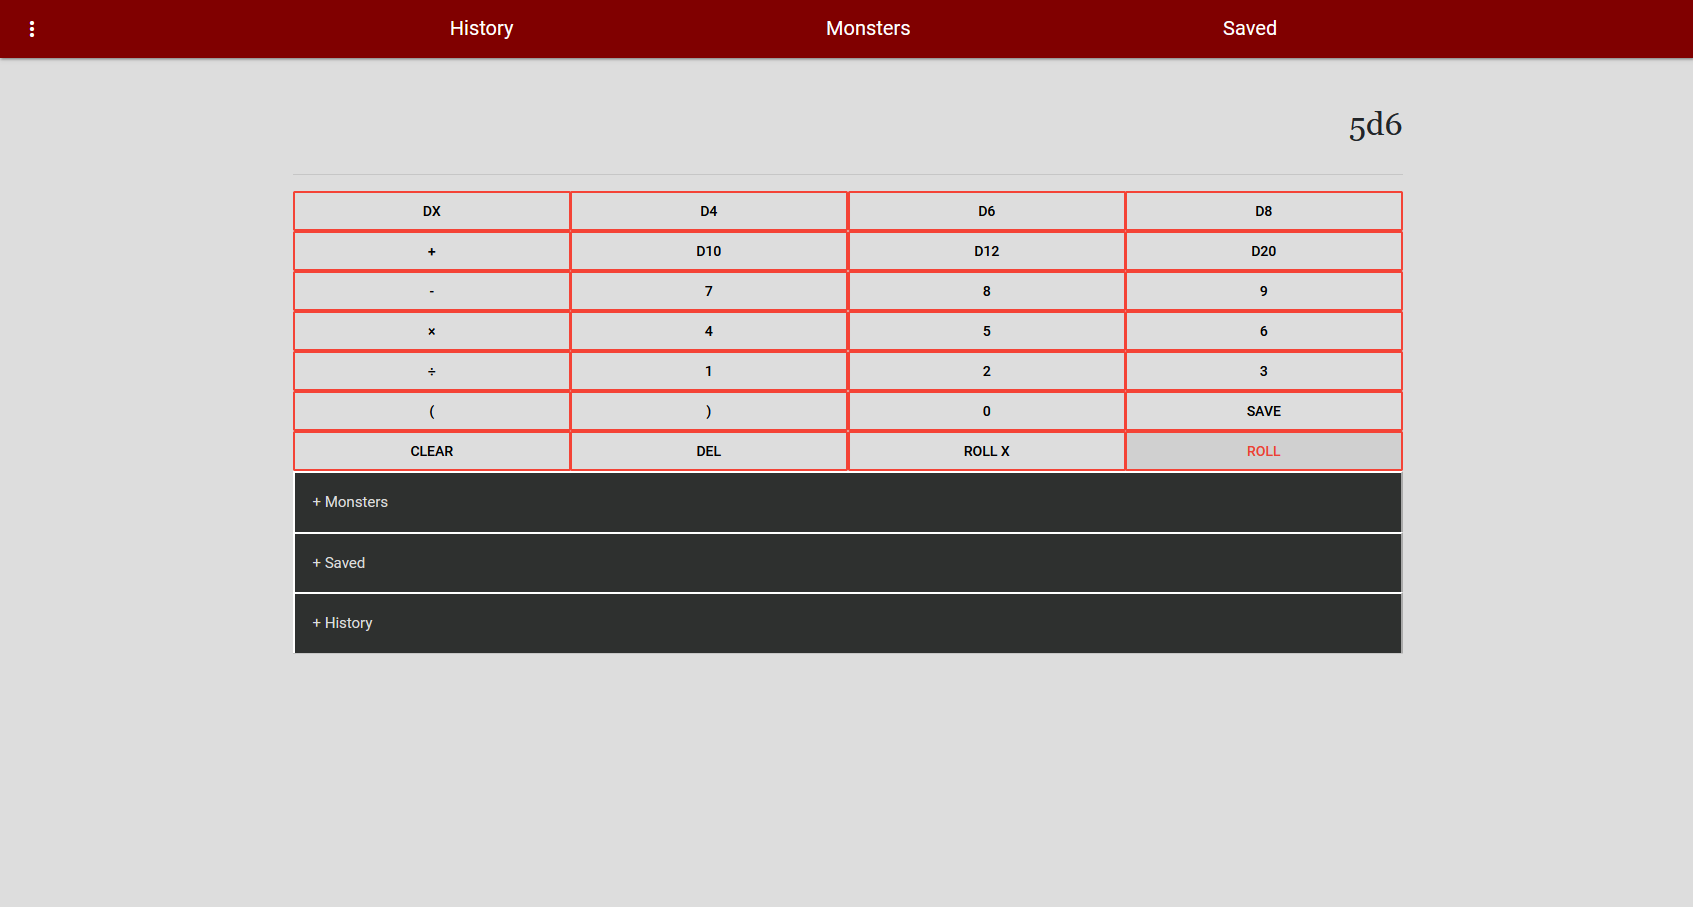 History Monsters Saved
5d6
DX D4 D6 D8
+ D10 D12 D20
- 7 8 9
× 4 5 6
÷ 1 2 3
( ) 0 SAVE
CLEAR DEL ROLL X ROLL
+ Monsters
+ Saved
+ History